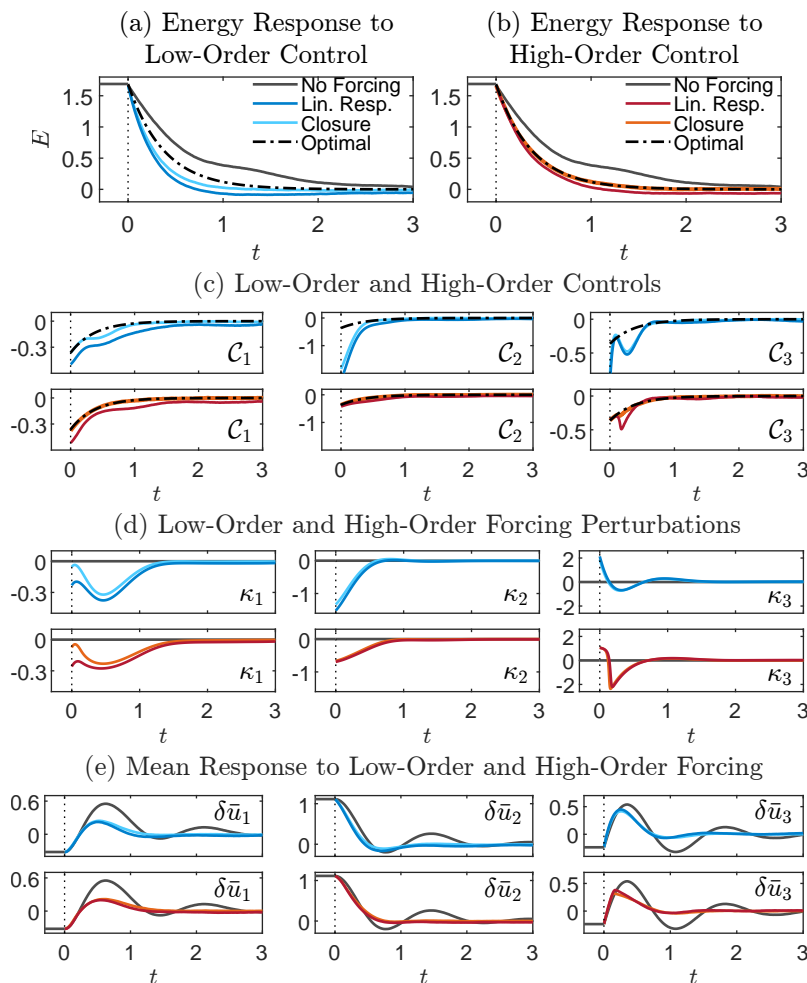 (a) Energy Response to
Low-Order Control
(b) Energy Response to
High-Order Control
No Forcing
Lin. Resp.
Closure
Optimal
No Forcing
Lin. Resp.
Closure
Optimal
1.5
1
0.5
0
E
0 1 2 3
t
1.5
1
0.5
0
0 1 2 3
t
(c) Low-Order and High-Order Controls
0
-0.3
C1
0
-1
C2
0
-0.5
C3
0
-0.3
C1
0
-1
C2
0
-0.5
C3
0 1 2 3
0 1 2 3
0 1 2 3
t
t
t
(d) Low-Order and High-Order Forcing Perturbations
0
-0.3
κ1
0
-1
κ2
2
0
-2
κ3
0
-0.3
κ1
0
-1
κ2
2
0
-2
κ3
0 1 2 3
0 1 2 3
0 1 2 3
t
t
t
(e) Mean Response to Low-Order and High-Order Forcing
0.6
0
δū1
1
0
δū2
0.5
0
δū3
0.6
0
δū1
1
0
δū2
0.5
0
δū3
0 1 2 3
0 1 2 3
0 1 2 3
t
t
t